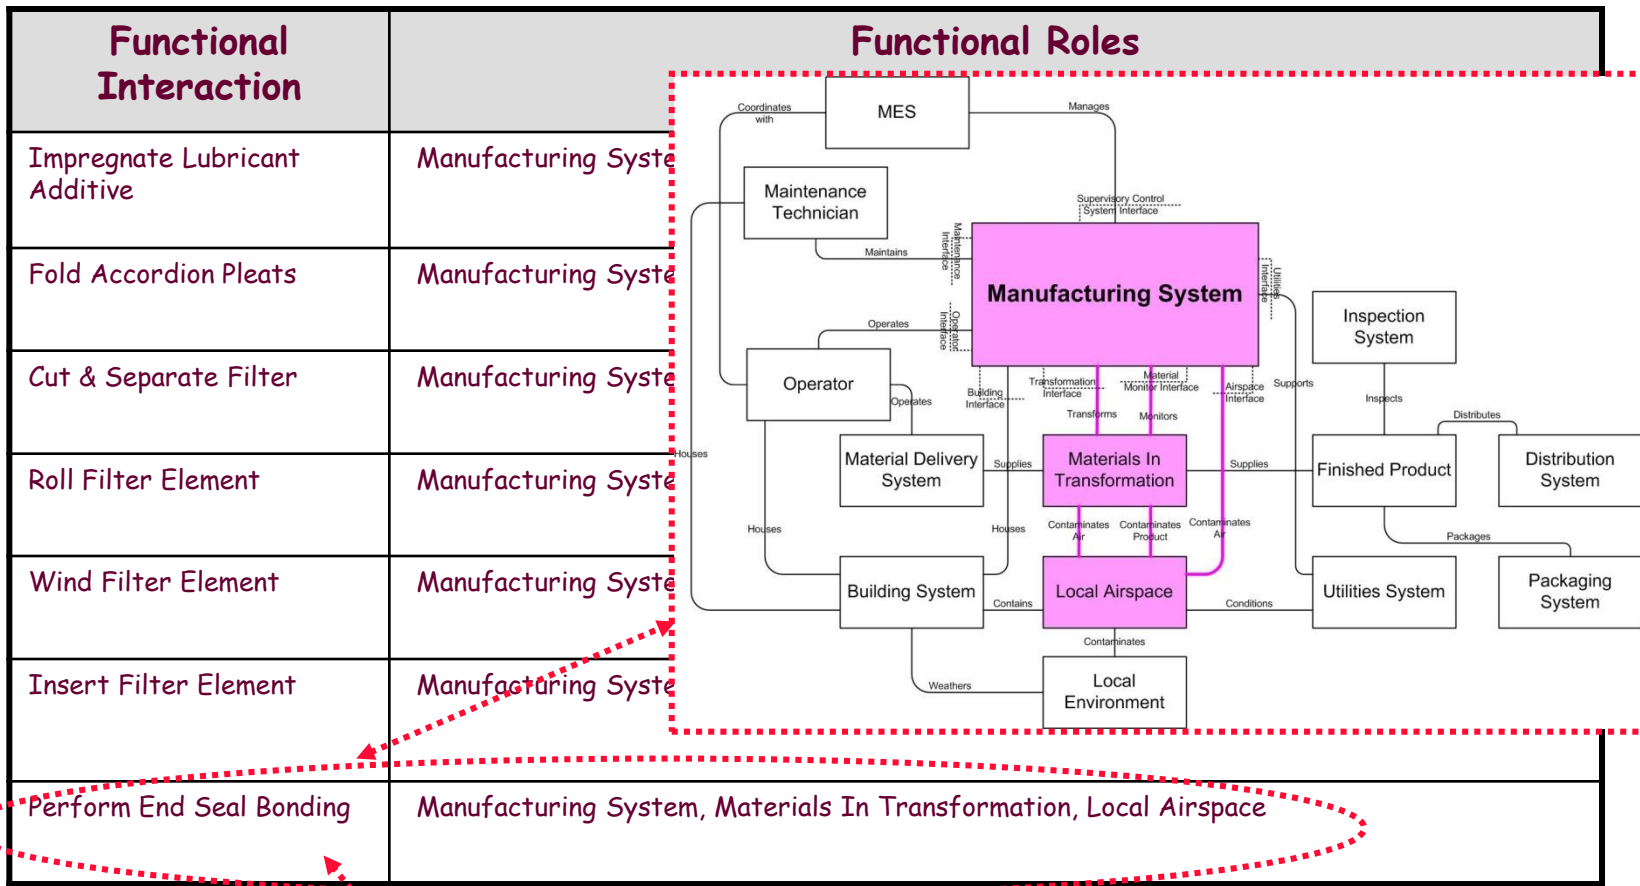 Functional
Interaction
Functional Roles
Impregnate Lubricant
Additive
Manufacturing Syste
Fold Accordion Pleats
Manufacturing Syste
Cut & Separate Filter
Manufacturing Syste
Roll Filter Element
Manufacturing Syste
Wind Filter Element
Manufacturing Syste
Insert Filter Element
Manufacturing Syste
Perform End Seal Bonding
Manufacturing System, Materials In Transformation, Local Airspace
Coordinates
with
MES
Manages
Maintenance
Technician
Supervisory Control
System Interface
Maintenance
Interface
Maintains
Manufacturing System
Utilities
Interface
Operator
Interface
Operates
Inspection
System
Operator
Operates
Building
Interface
Transformation
Interface
Material
Monitor Interface
Airspace
Interface
Supports
Transforms
Monitors
Inspects
Distributes
Houses
Material Delivery
System
Supplies
Materials In
Transformation
Supplies
Finished Product
Distribution
System
Houses
Houses
Contaminates
Air
Contaminates
Product
Contaminates
Air
Packages
Building System
Contains
Local Airspace
Conditions
Utilities System
Packaging
System
Contaminates
Weathers
Local
Environment